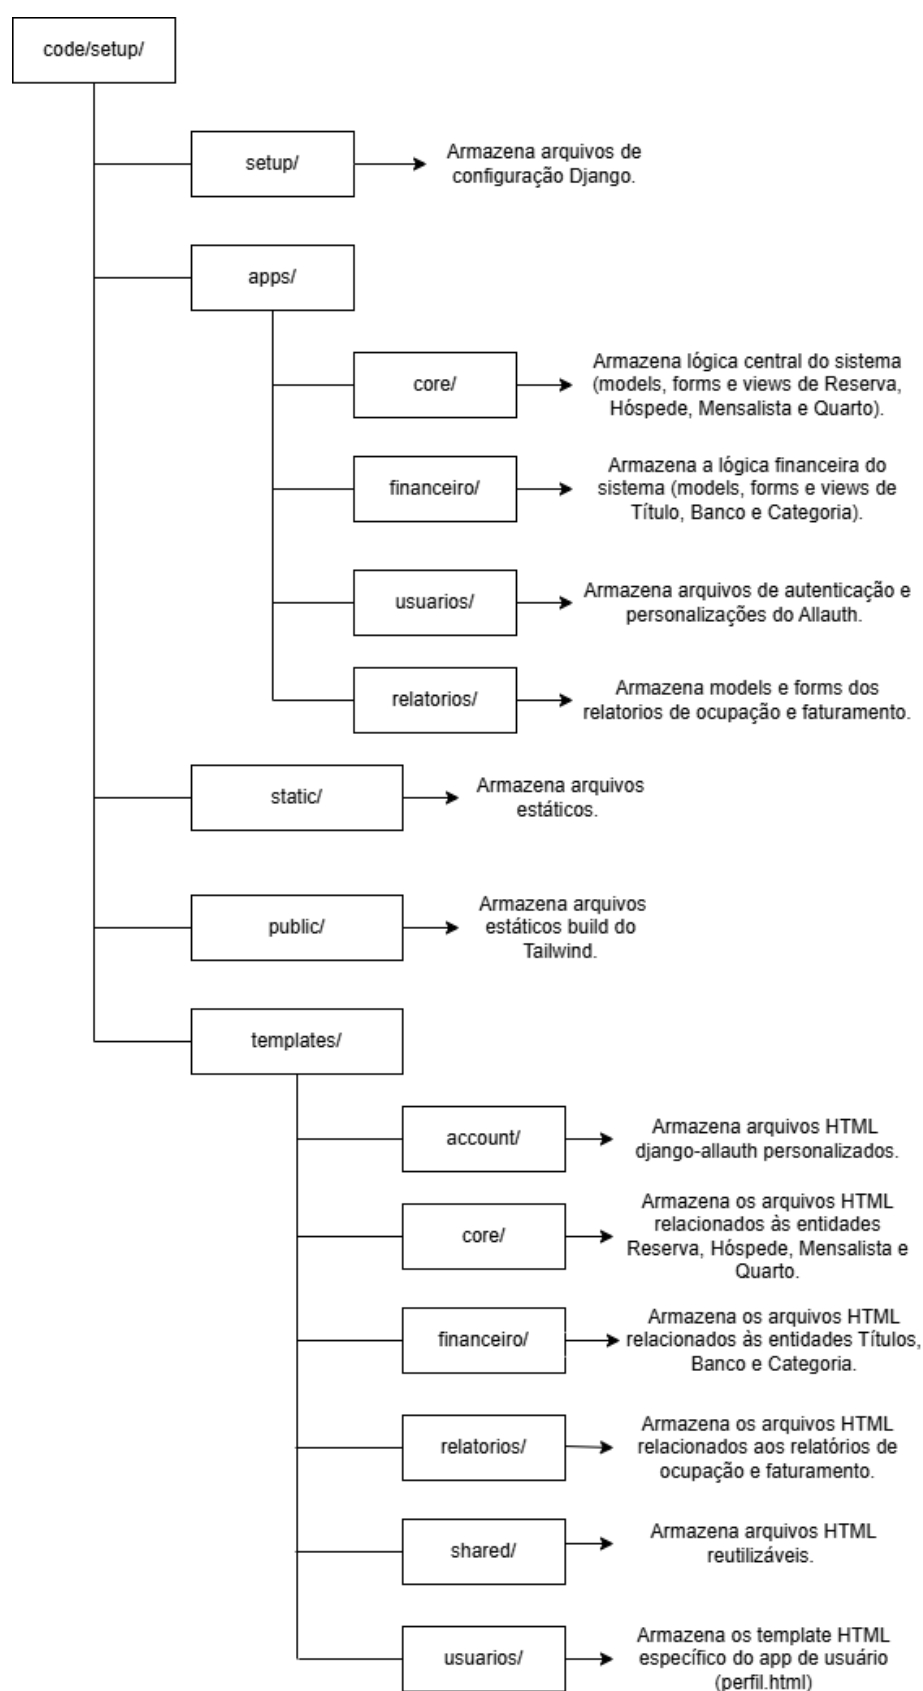 code/setup/
setup/
Armazena arquivos de
configuração Django.
apps/
core/
Armazena lógica central do sistema
(models, forms e views de Reserva,
Hóspede, Mensalista e Quarto).
financeiro/
Armazena a lógica financeira do
sistema (models, forms e views de
Título, Banco e Categoria).
usuarios/
Armazena arquivos de autenticação e
personalizações do Allauth.
relatorios/
Armazena models e forms dos
relatorios de ocupação e faturamento.
static/
Armazena arquivos
estáticos.
public/
Armazena arquivos
estáticos build do
Tailwind.
templates/
account/
Armazena arquivos HTML
django-allauth personalizados.
core/
Armazena os arquivos HTML
relacionados às entidades
Reserva, Hóspede, Mensalista e
Quarto.
financeiro/
Armazena os arquivos HTML
relacionados às entidades Títulos,
Banco e Categoria.
relatorios/
Armazena os arquivos HTML
relacionados aos relatórios de
ocupação e faturamento.
shared/
Armazena arquivos HTML
reutilizáveis.
usuarios/
Armazena os template HTML
específico do app de usuário
(perfil.html)